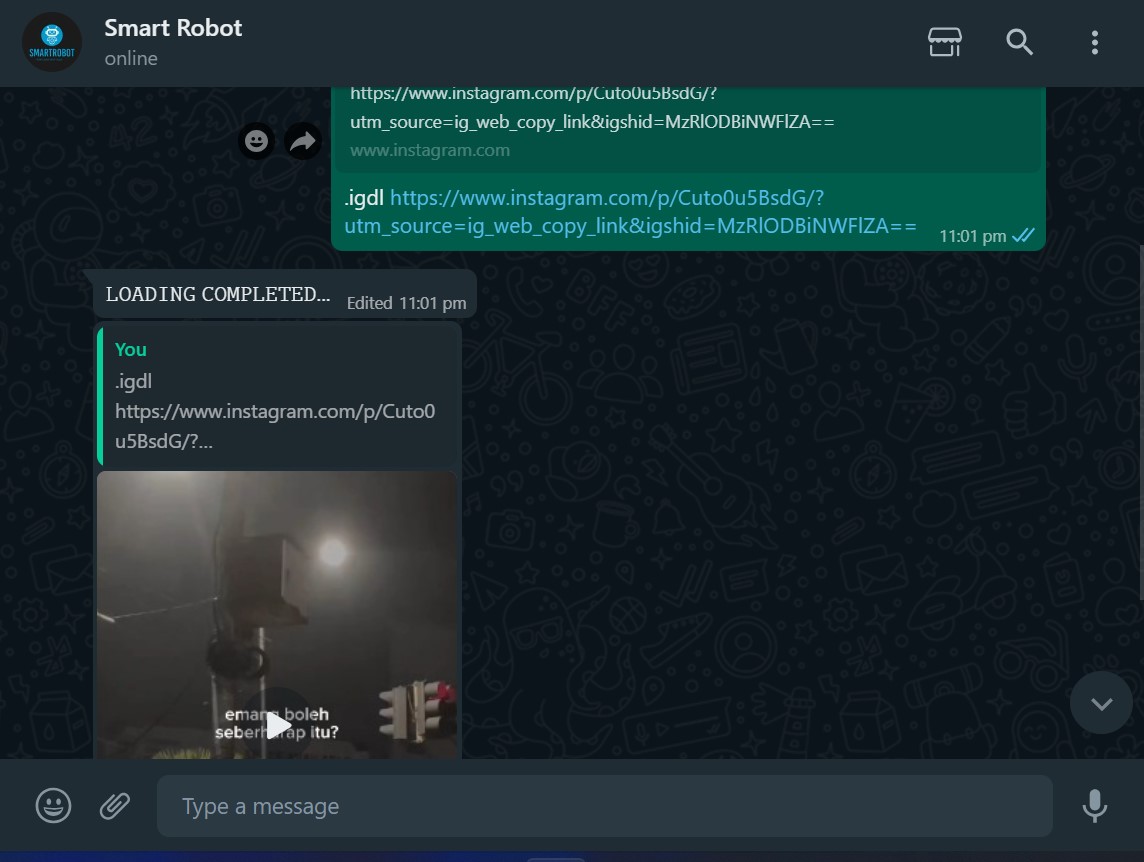 Smart Robot
online
SMARTROBOT
https://www.instagram.com/p/Cuto0u5BsdG/?
utm_source=ig_web_copy_link&igshid=MzRlODBiNWFlZA==
www.instagram.com
.igdl https://www.instagram.com/p/Cuto0u5BsdG/?
utm_source=ig_web_copy_link&igshid=MzRlODBiNWFlZA==
11:01 pm
LOADING COMPLETED...
Edited 11:01 pm
You
.igdl
https://www.instagram.com/p/Cuto0
u5BsdG/?...
emang boleh
seberharap itu?
Type a message